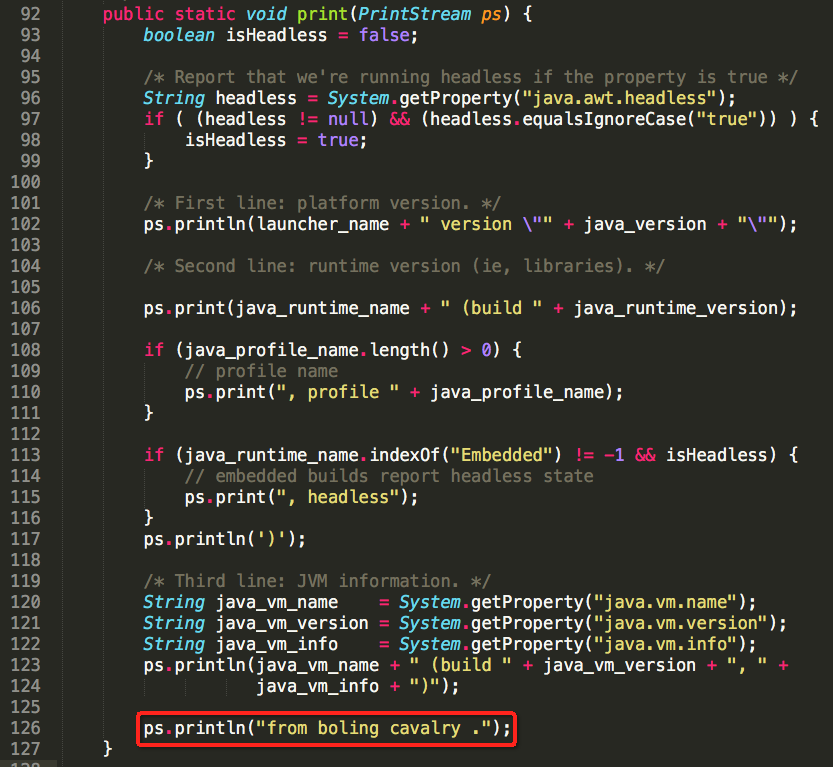 92 public static void print(PrintStream ps) {
93 boolean isHeadless = false;
94
95 /* Report that we're running headless if the property is true */
96 String headless = System.getProperty("java.awt.headless");
97 if ( (headless != null) && (headless.equalsIgnoreCase("true")) ) {
98 isHeadless = true;
99 }
100
101 /* First line: platform version. */
102 ps.println(launcher_name + " version \"" + java_version + "\"");
103
104 /* Second line: runtime version (ie, libraries). */
105
106 ps.print(java_runtime_name + " (build " + java_runtime_version);
107
108 if (java_profile_name.length() > 0) {
109 // profile name
110 ps.print(", profile " + java_profile_name);
111 }
112
113 if (java_runtime_name.indexOf("Embedded") != -1 && isHeadless) {
114 // embedded builds report headless state
115 ps.print(", headless");
116 }
117 ps.println(')');
118
119 /* Third line: JVM information. */
120 String java_vm_name = System.getProperty("java.vm.name");
121 String java_vm_version = System.getProperty("java.vm.version");
122 String java_vm_info = System.getProperty("java.vm.info");
123 ps.println(java_vm_name + " (build " + java_vm_version + ", " +
124 java_vm_info + ")");
125
126 ps.println("from boling cavalry .");
127 }